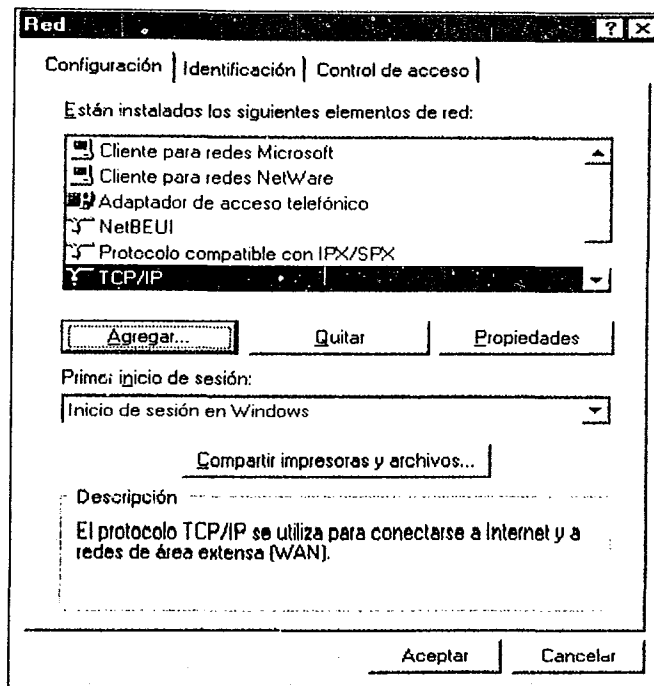 Red
? X
Configuración Identificación Control de acceso
Están instalados los siguientes elementos de red:
Cliente para redes Microsoft
Cliente para redes NetWare
Adaptador de acceso telefónico
NetBEUI
Protocolo compatible con IPX/SPX
TCP/IP
Agregar... Quitar Propiedades
Primer inicio de sesión:
Inicio de sesión en Windows
Compartir impresoras y archivos...
Descripción
El protocolo TCP/IP se utiliza para conectarse a Internet y a
redes de área extensa (WAN).
Aceptar Cancelar